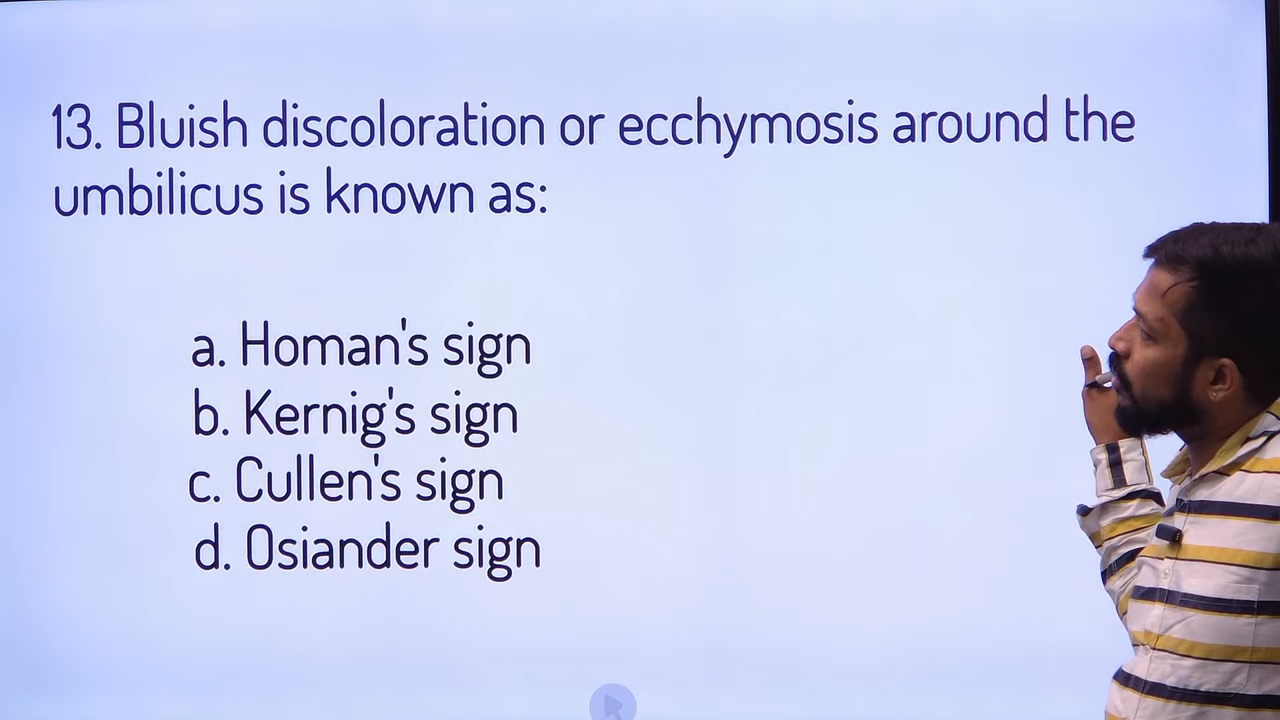 13. Bluish discoloration or ecchymosis around the
umbilicus is known as:
a. Homan's sign
b. Kernig's sign
c. Cullen's sign
d. Osiander sign